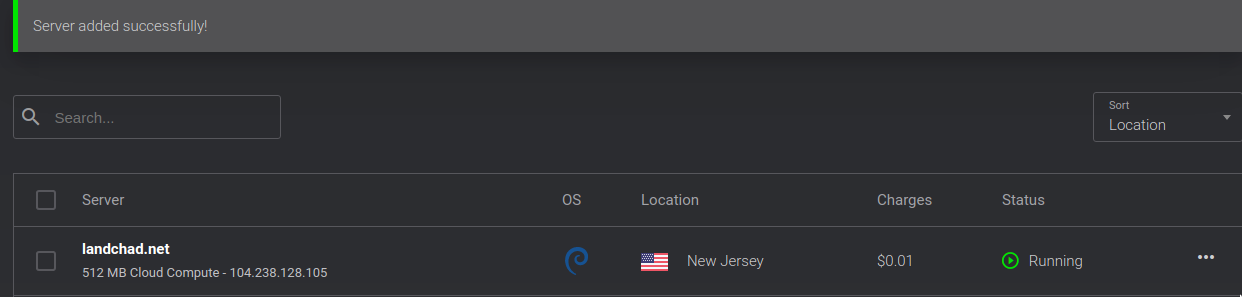 Server added successfully!
Search...
Sort
Location
Server OS Location Charges Status
landchad.net
512 MB Cloud Compute - 104.238.128.105
New Jersey $0.01 Running